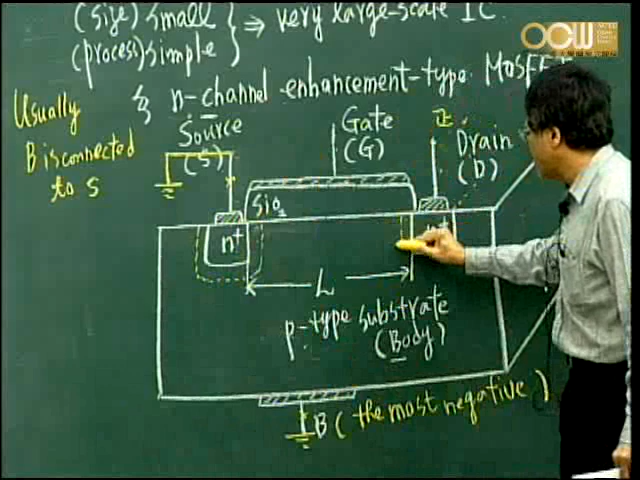 (size) small
(process) simple } ⇒ very large-scale IC
OCW
§ n-channel enhancement-type MOSFET
Usually
B is connected
to S
Source
(S)
Gate
(G)
Drain
(D)
SiO₂
n+
L
p-type substrate
(Body)
B (the most negative)